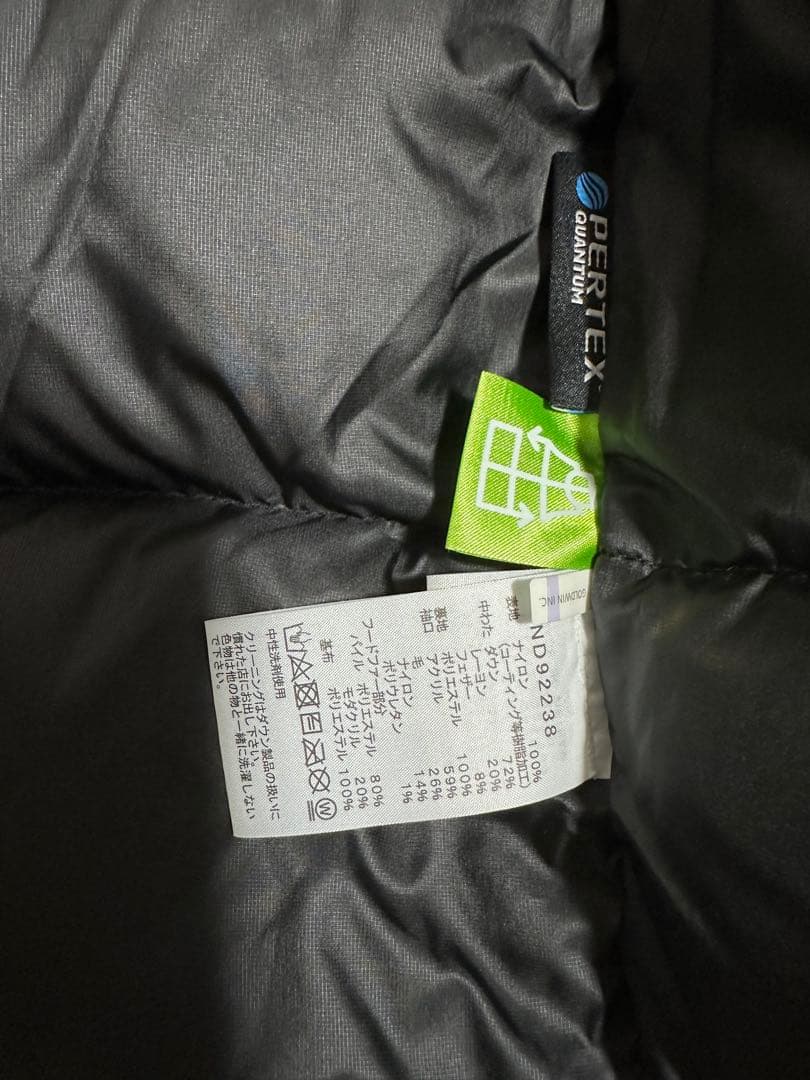 PERTEX
QUANTUM
GOLDWIN INC.
ND92238
表地 ナイロン 100%
(コーティング等樹脂加工)
中わた ダウン 72%
レーヨン 20%
フェザー 8%
裏地 ポリエステル 100%
袖口 アクリル 59%
毛 26%
ナイロン 14%
ポリウレタン 1%
フードファー部分
パイル ポリエステル 80%
モダクリル 20%
基布 ポリエステル 100%
W
中性洗剤使用
クリーニングはダウン製品の扱いに
慣れた店にお出し下さい。
色物は他の物と一緒に洗濯しない
で下さい。